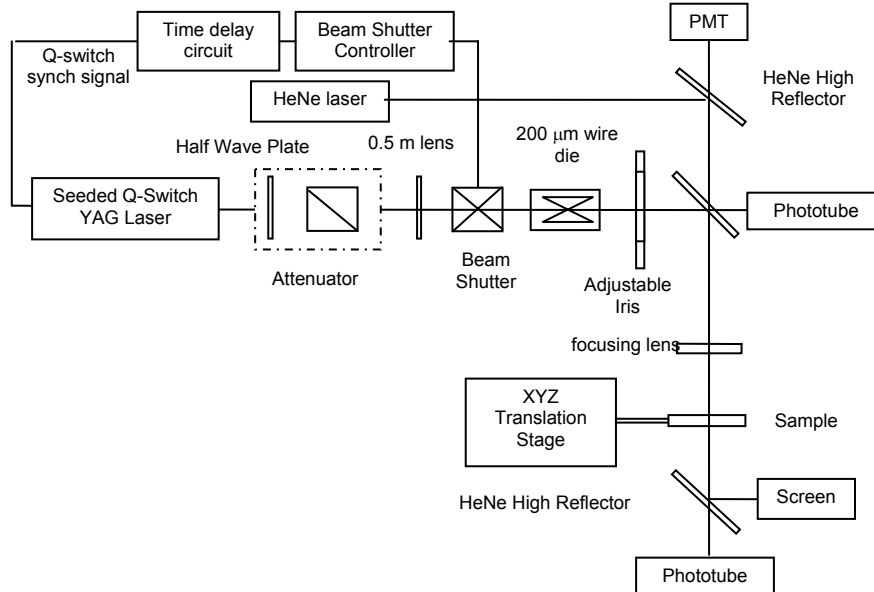 PMT
Time delay
circuit
Beam Shutter
Controller
Q-switch
synch signal
HeNe laser
HeNe High
Reflector
Half Wave Plate
0.5 m lens
200 μm wire
die
Seeded Q-Switch
YAG Laser
Phototube
Attenuator
Beam
Shutter
Adjustable
Iris
focusing lens
XYZ
Translation
Stage
Sample
HeNe High Reflector
Screen
Phototube